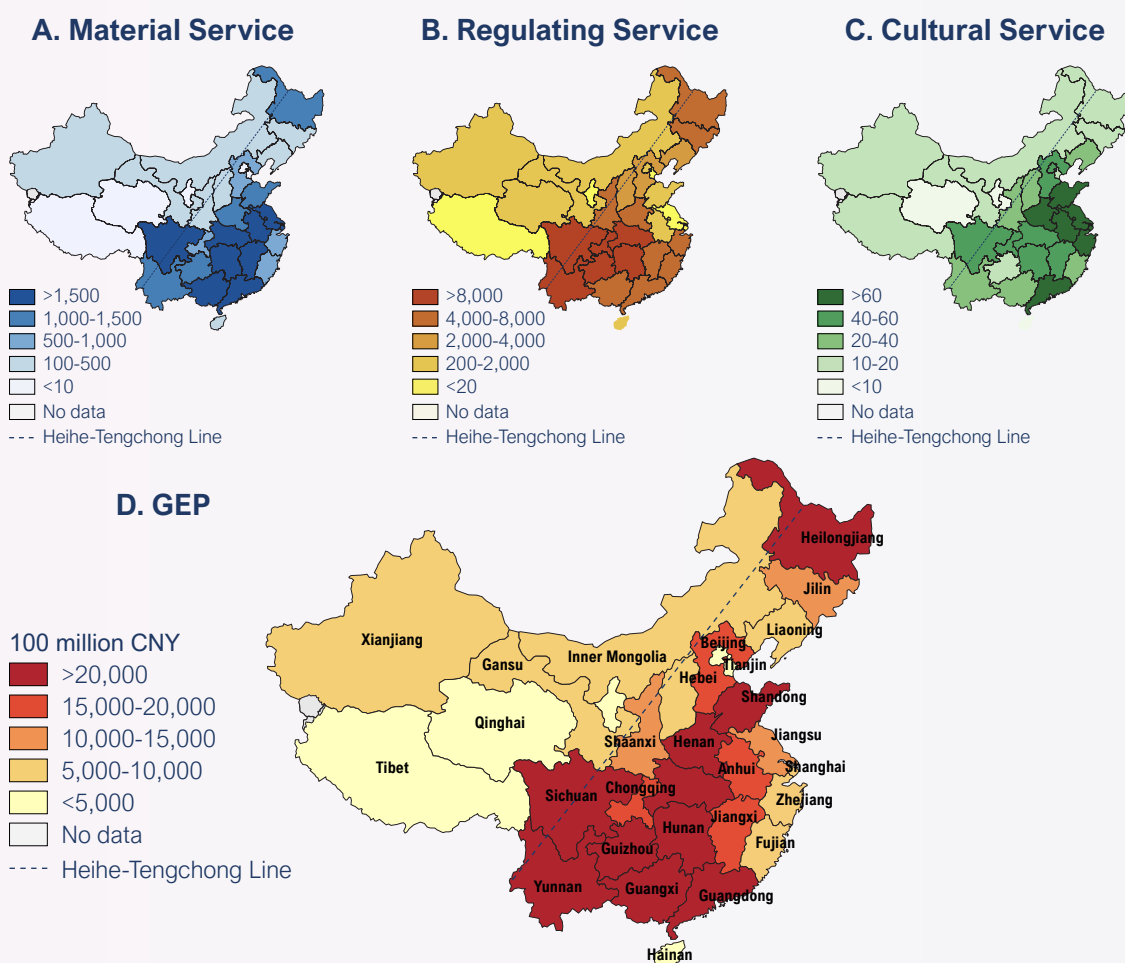 A. Material Service
>1,500
1,000-1,500
500-1,000
100-500
<10
No data
Heihe-Tengchong Line
B. Regulating Service
>8,000
4,000-8,000
2,000-4,000
200-2,000
<20
No data
Heihe-Tengchong Line
C. Cultural Service
>60
40-60
20-40
10-20
<10
No data
Heihe-Tengchong Line
D. GEP
100 million CNY
>20,000
15,000-20,000
10,000-15,000
5,000-10,000
<5,000
No data
Heihe-Tengchong Line
Heilongjiang
Jilin
Liaoning
Xianjiang
Beijing
Inner Mongolia
Gansu
Tianjin
Hebei
Shandong
Qinghai
Jiangsu
Shaanxi
Henan
Shanghai
Tibet
Anhui
Chongqing
Sichuan
Zhejiang
Jiangxi
Hunan
Fujian
Guizhou
Yunnan
Guangxi
Guangdong
Hainan